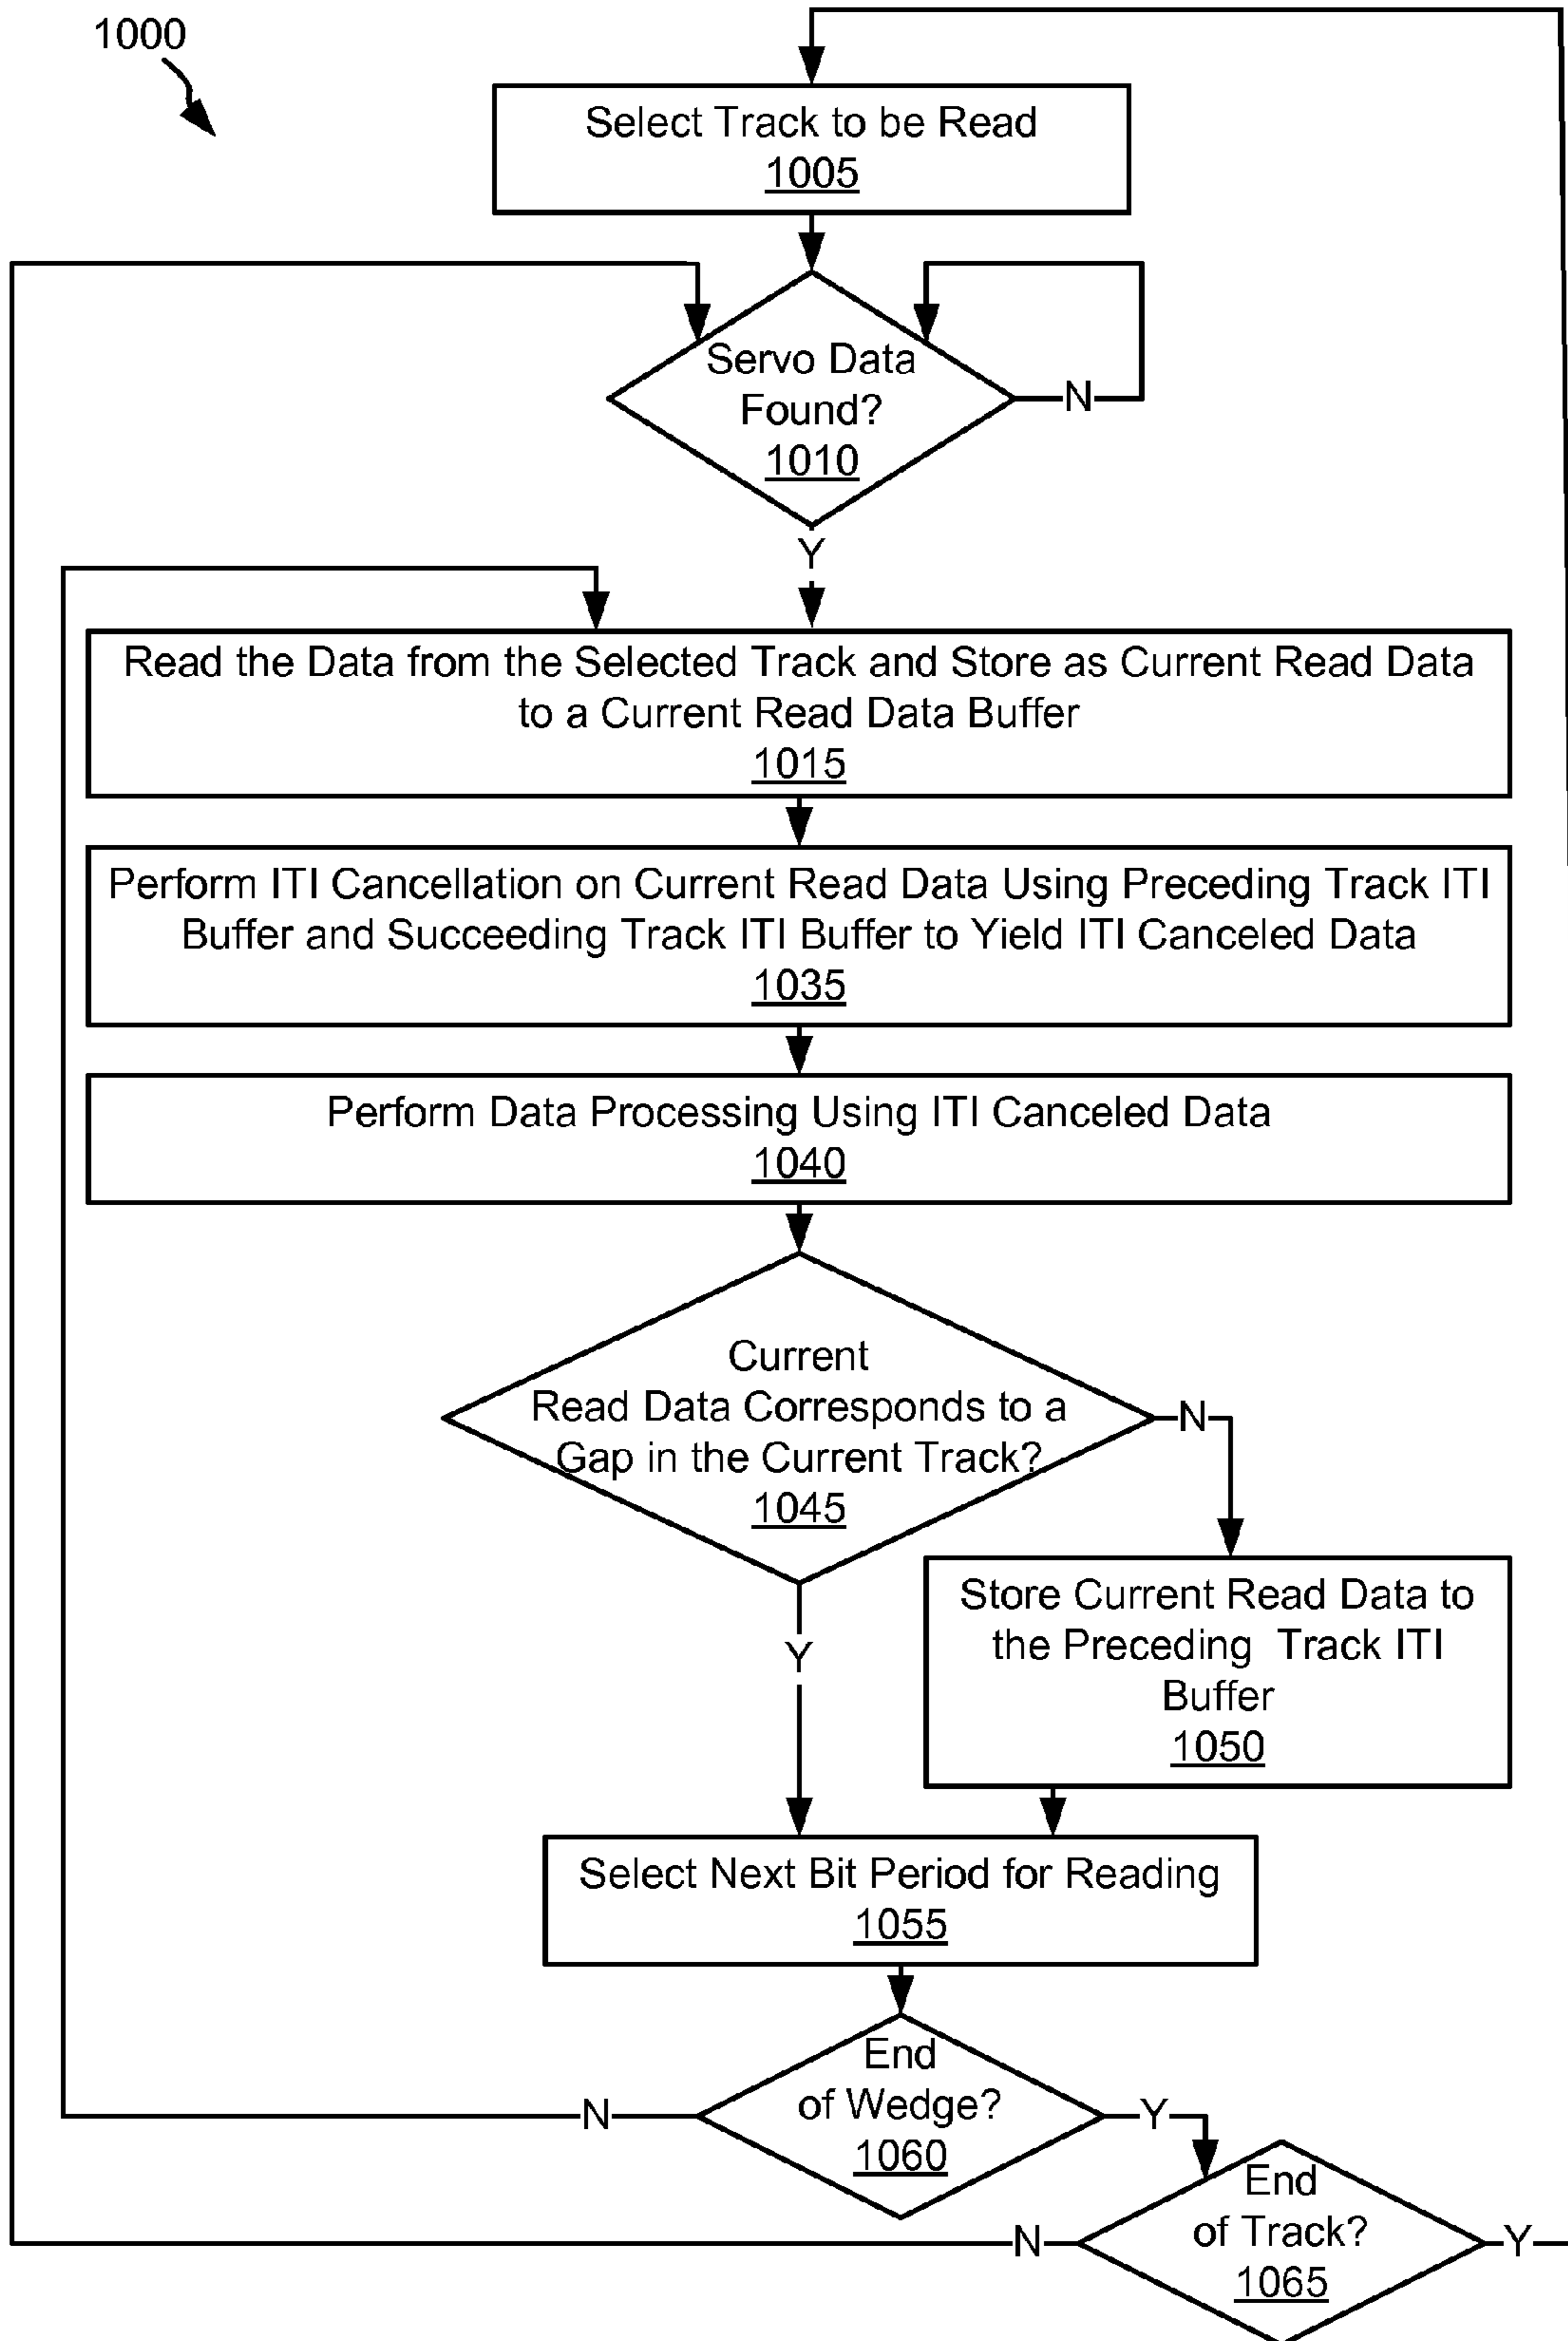 1000
Select Track to be Read
1005
Servo Data
Found?
1010
N
Y
Read the Data from the Selected Track and Store as Current Read Data
to a Current Read Data Buffer
1015
Perform ITI Cancellation on Current Read Data Using Preceding Track ITI
Buffer and Succeeding Track ITI Buffer to Yield ITI Canceled Data
1035
Perform Data Processing Using ITI Canceled Data
1040
Current
Read Data Corresponds to a
Gap in the Current Track?
1045
N
Y
Store Current Read Data to
the Preceding Track ITI
Buffer
1050
Select Next Bit Period for Reading
1055
End
of Wedge?
1060
N
Y
End
of Track?
1065
N
Y